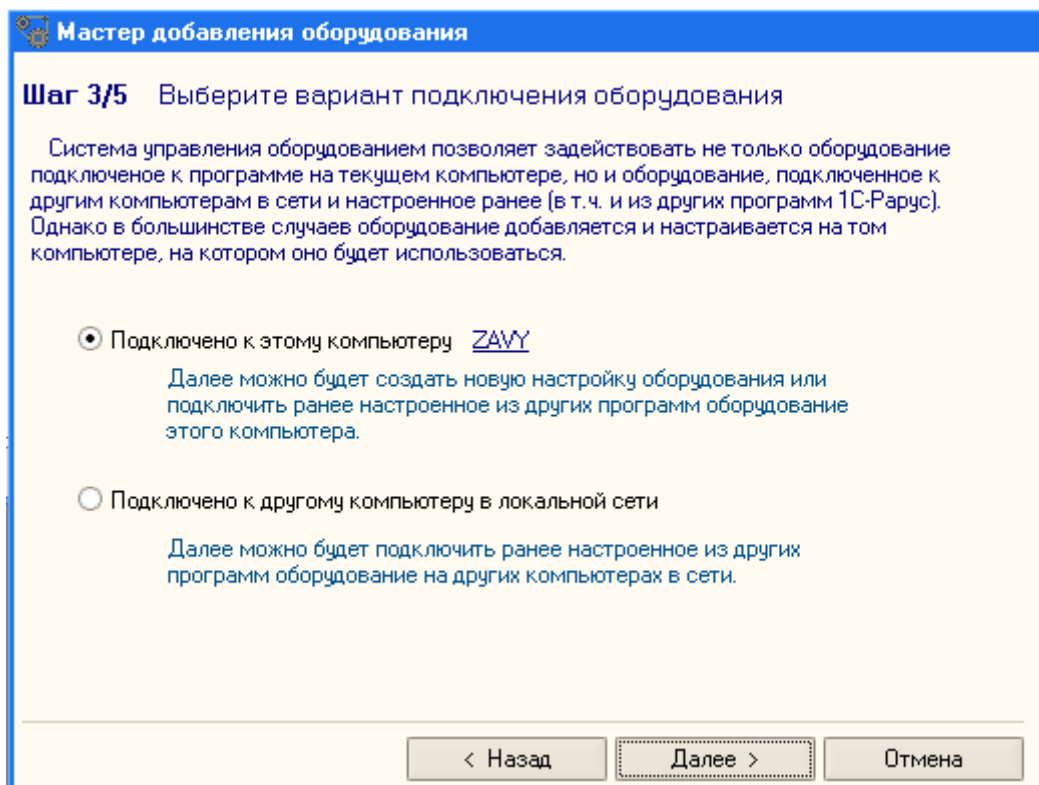 Мастер добавления оборудования
Шаг 3/5 Выберите вариант подключения оборудования
Система управления оборудованием позволяет задействовать не только оборудование
подключеное к программе на текущем компьютере, но и оборудование, подключенное к
другим компьютерам в сети и настроенное ранее (в т.ч. и из других программ 1С-Рарус).
Однако в большинстве случаев оборудование добавляется и настраивается на том
компьютере, на котором оно будет использоваться.
Подключено к этому компьютеру ZAVY
Далее можно будет создать новую настройку оборудования или
подключить ранее настроенное из других программ оборудование
этого компьютера.
Подключено к другому компьютеру в локальной сети
Далее можно будет подключить ранее настроенное из других
программ оборудование на других компьютерах в сети.
< Назад Далее > Отмена